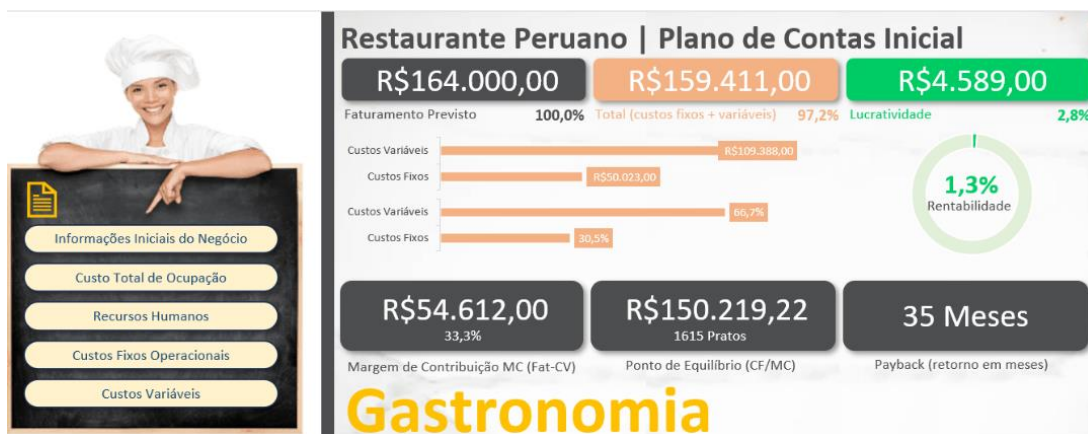 Restaurante Peruano | Plano de Contas Inicial
R$164.000,00
R$159.411,00
R$4.589,00
Faturamento Previsto
100,0%
Total (custos fixos + variáveis)
97,2%
Lucratividade
2,8%
Custos Variáveis
R$109.388,00
Custos Fixos
R$50.023,00
Custos Variáveis
66,7%
Custos Fixos
30,5%
1,3%
Rentabilidade
Informações Iniciais do Negócio
Custo Total de Ocupação
Recursos Humanos
Custos Fixos Operacionais
Custos Variáveis
R$54.612,00
33,3%
R$150.219,22
1615 Pratos
35 Meses
Margem de Contribuição MC (Fat-CV)
Ponto de Equilíbrio (CF/MC)
Payback (retorno em meses)
Gastronomia